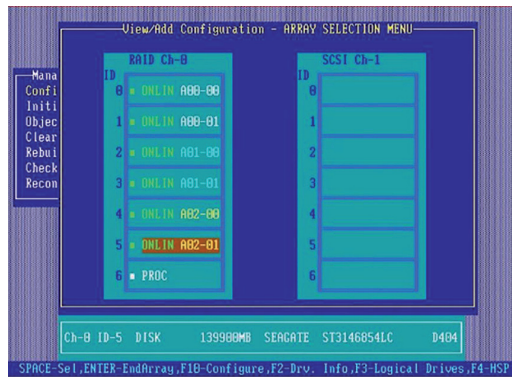 View/Add Configuration - ARRAY SELECTION MENU
RAID Ch-0
SCSI Ch-1
Mana
Confi
Initi
Objec
Clear
Rebui
Check
Recon
ID
0 ONLIN A00-00
1 ONLIN A00-01
2 ONLIN A01-00
3 ONLIN A01-01
4 ONLIN A02-00
5 ONLIN A02-01
6 PROC
ID
0
1
2
3
4
5
6
Ch-0 ID-5 DISK 139900MB SEAGATE ST3146854LC D404
SPACE-Sel,ENTER-EndArray,F10-Configure,F2-Drv. Info,F3-Logical Drives,F4-HSP